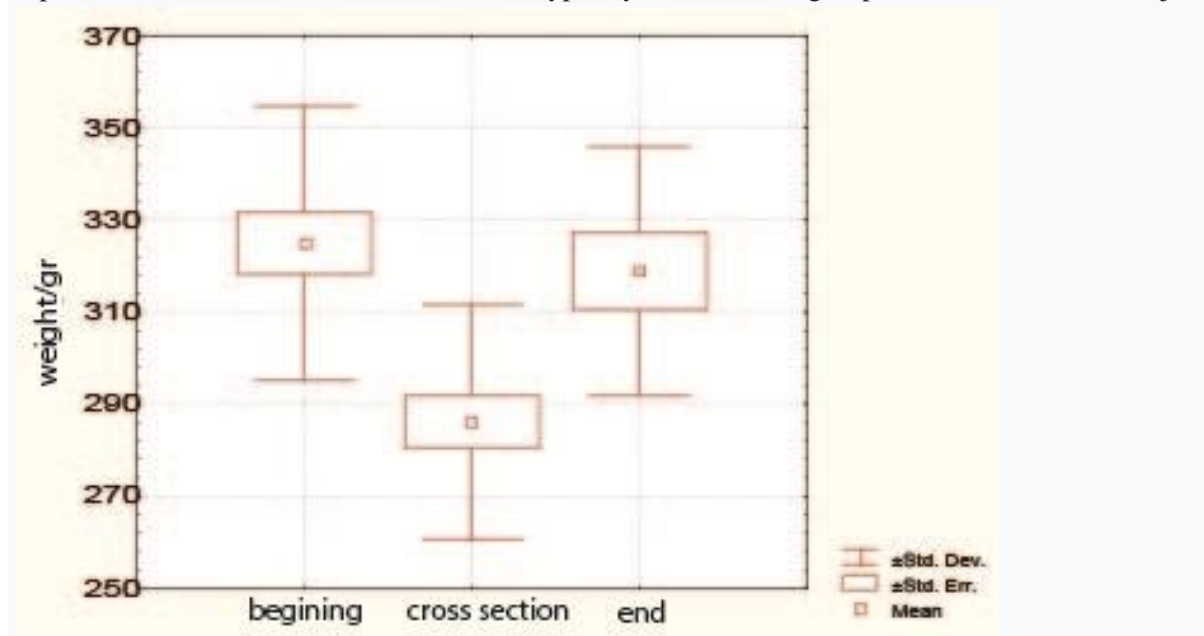 370
350
330
310
290
270
250
weight/gr
begining cross section end
±Std. Dev.
±Std. Err.
Mean